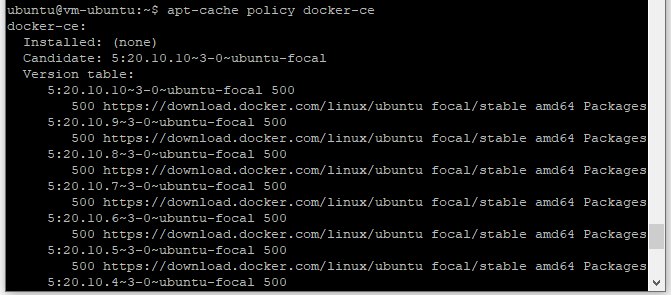 ubuntu@vm-ubuntu:~$ apt-cache policy docker-ce
docker-ce:
  Installed: (none)
  Candidate: 5:20.10.10~3-0~ubuntu-focal
  Version table:
     5:20.10.10~3-0~ubuntu-focal 500
        500 https://download.docker.com/linux/ubuntu focal/stable amd64 Packages
     5:20.10.9~3-0~ubuntu-focal 500
        500 https://download.docker.com/linux/ubuntu focal/stable amd64 Packages
     5:20.10.8~3-0~ubuntu-focal 500
        500 https://download.docker.com/linux/ubuntu focal/stable amd64 Packages
     5:20.10.7~3-0~ubuntu-focal 500
        500 https://download.docker.com/linux/ubuntu focal/stable amd64 Packages
     5:20.10.6~3-0~ubuntu-focal 500
        500 https://download.docker.com/linux/ubuntu focal/stable amd64 Packages
     5:20.10.5~3-0~ubuntu-focal 500
        500 https://download.docker.com/linux/ubuntu focal/stable amd64 Packages
     5:20.10.4~3-0~ubuntu-focal 500